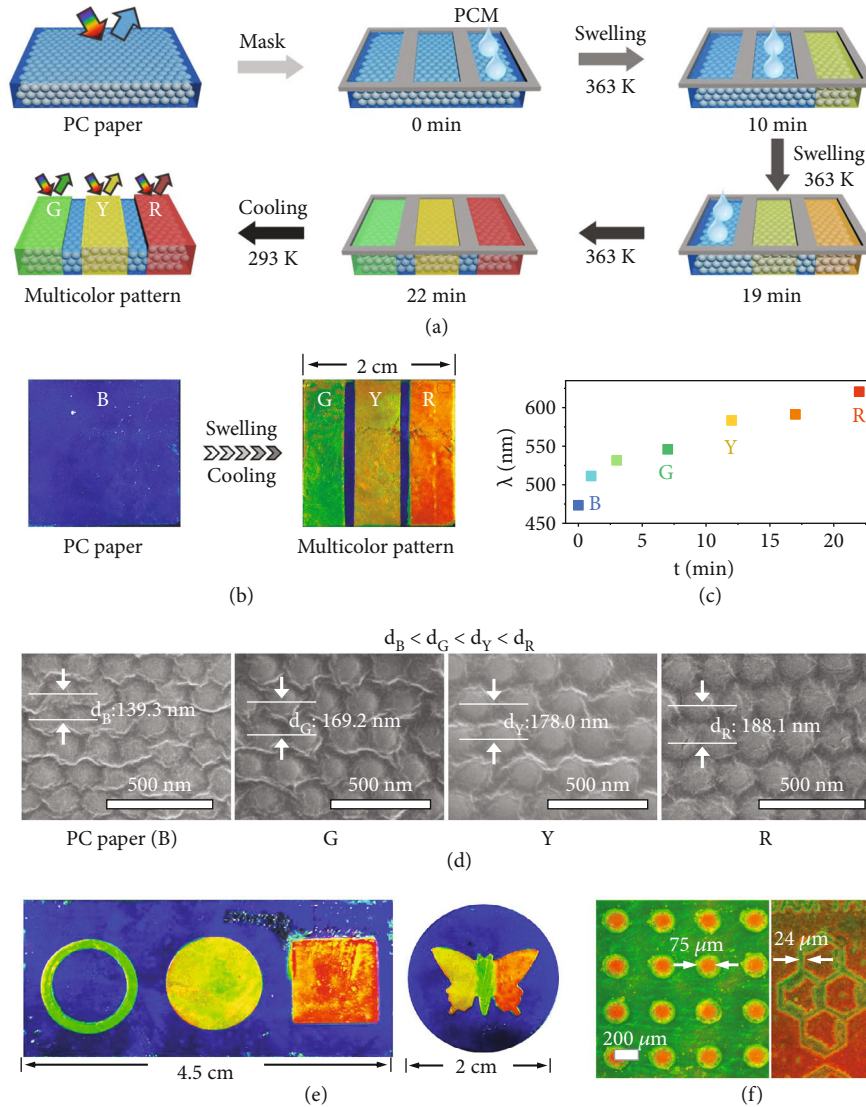 PCM
Mask
Swelling
363 K
PC paper
0 min
10 min
Swelling
363 K
G
Y
R
Cooling
293 K
363 K
Multicolor pattern
22 min
19 min
(a)
B
2 cm
G
Y
R
Swelling
Cooling
PC paper
Multicolor pattern
(b)
600
550
500
450
λ (nm)
B
G
Y
R
0
5
10
15
20
t (min)
(c)
d_B < d_G < d_Y < d_R
d_B:139.3 nm
500 nm
d_G: 169.2 nm
500 nm
d_Y:178.0 nm
500 nm
d_R: 188.1 nm
500 nm
PC paper (B)
G
Y
R
(d)
4.5 cm
2 cm
(e)
75 μm
24 μm
200 μm
(f)